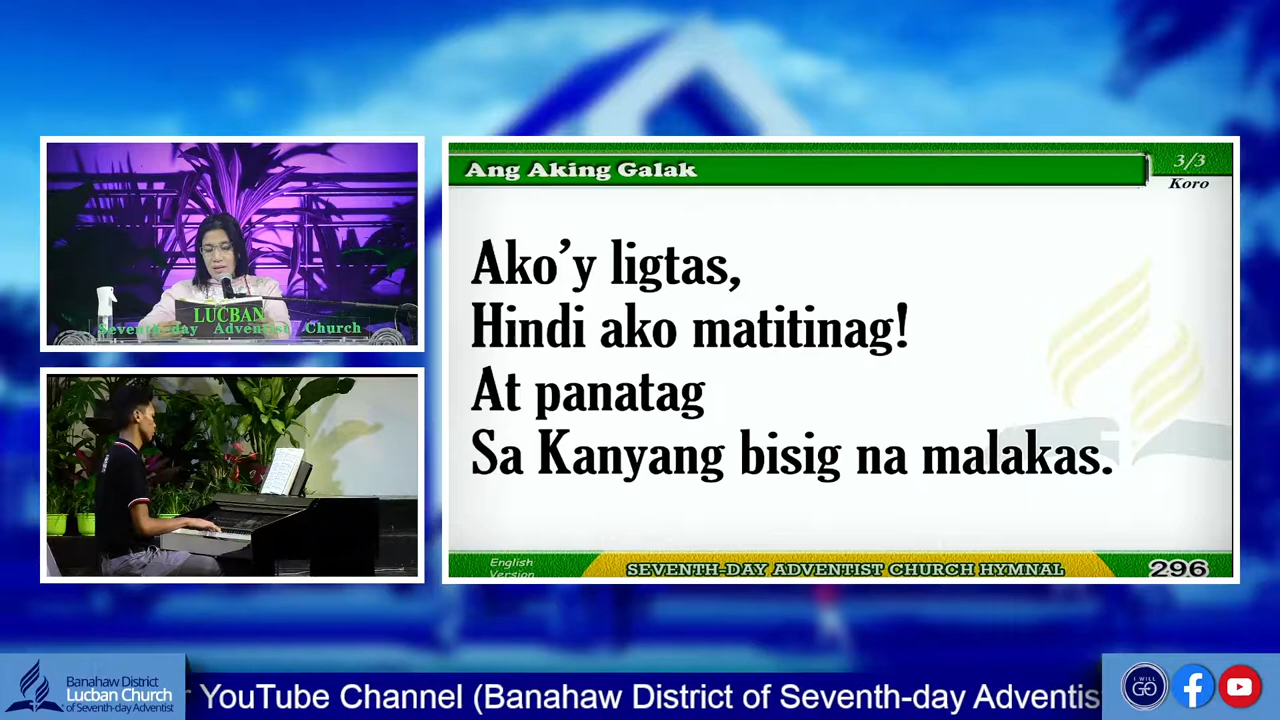 LUCBAN
Seventh-day Adventist Church
Ang Aking Galak
3/3
Koro
Ako’y ligtas,
Hindi ako matitinag!
At panatag
Sa Kanyang bisig na malakas.
English
Version
SEVENTH-DAY ADVENTIST CHURCH HYMNAL
296
Banahaw District
Lucban Church
of Seventh-day Adventist
YouTube Channel (Banahaw District of Seventh-day Adventis
I WILL
GO